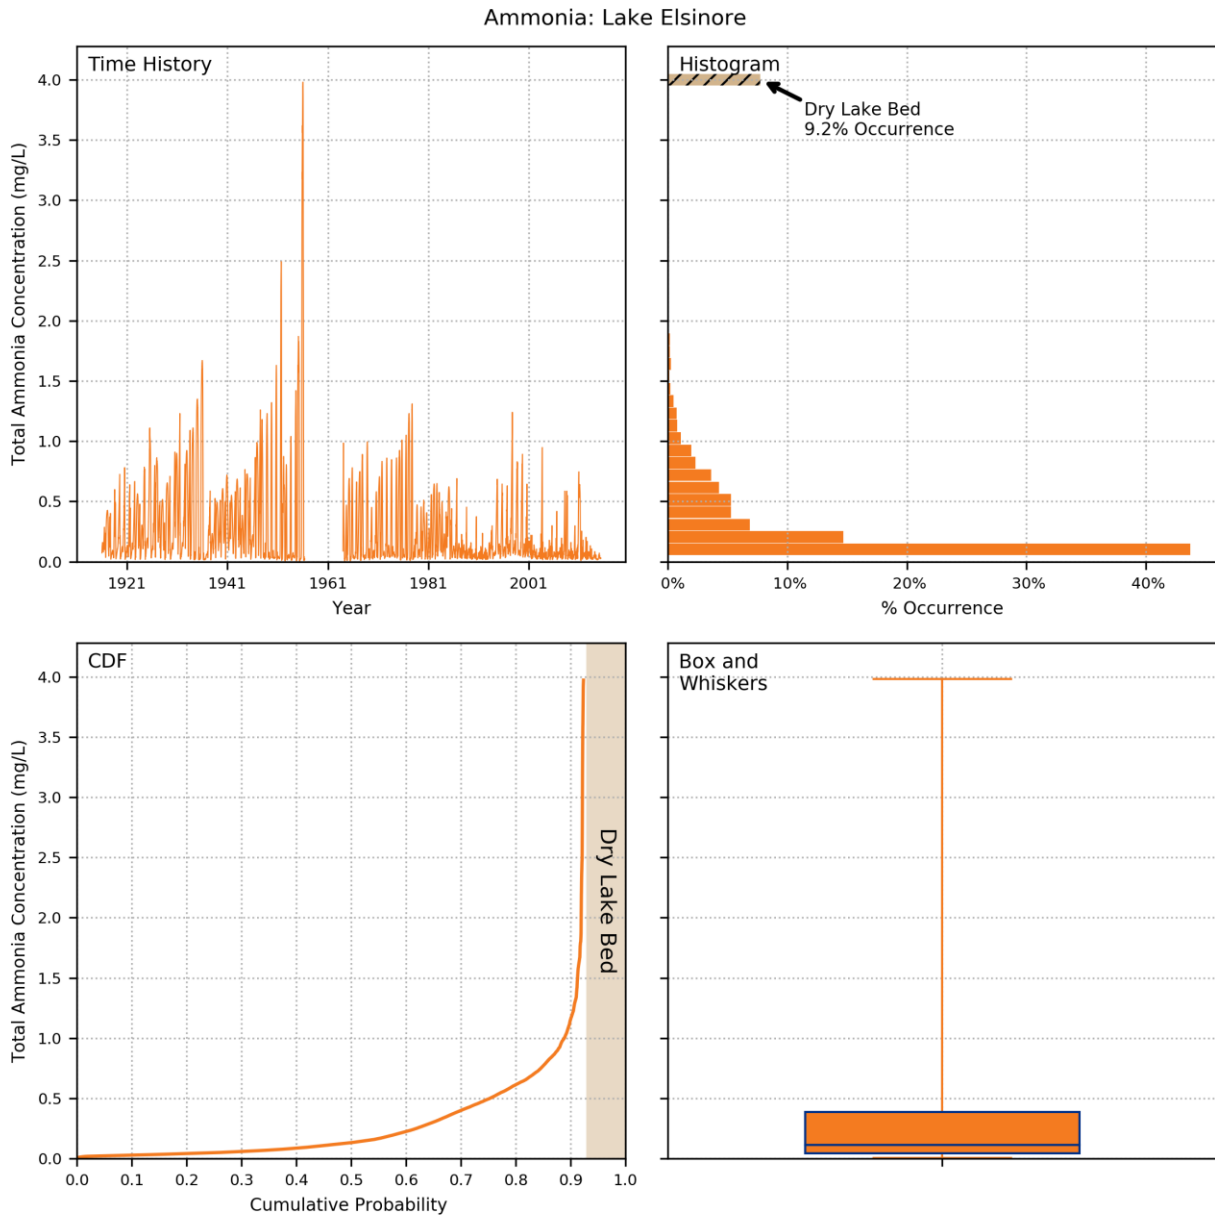 Ammonia: Lake Elsinore
Time History
Total Ammonia Concentration (mg/L)
4.0
3.5
3.0
2.5
2.0
1.5
1.0
0.5
0.0
1921 1941 1961 1981 2001
Year
Histogram
Dry Lake Bed
9.2% Occurrence
0% 10% 20% 30% 40%
% Occurrence
CDF
Total Ammonia Concentration (mg/L)
4.0
3.5
3.0
2.5
2.0
1.5
1.0
0.5
0.0
Dry Lake Bed
0.0 0.1 0.2 0.3 0.4 0.5 0.6 0.7 0.8 0.9 1.0
Cumulative Probability
Box and
Whiskers